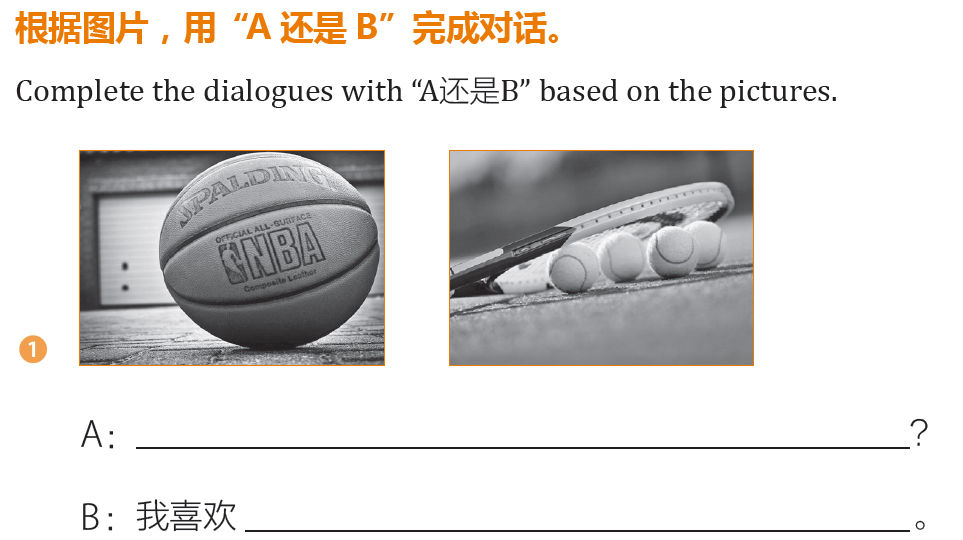 根据图片，用“A 还是 B”完成对话。
Complete the dialogues with “A还是B” based on the pictures.
SPALDING
OFFICIAL ALL-SURFACE
NBA
Composite Leather
1
A：?
B：我喜欢。